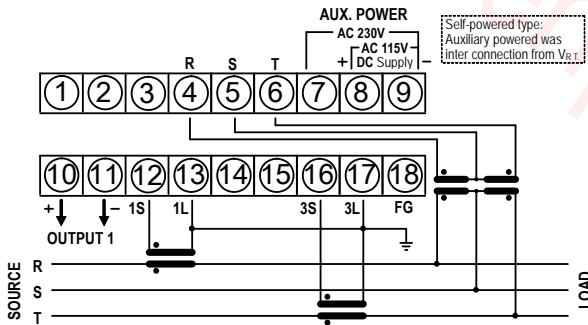 AUX. POWER
AC 230V
AC 115V
+ DC Supply −
Self-powered type:
Auxiliary powered was
inter connection from VR.T.
R S T
1 2 3 4 5 6 7 8 9
10 11 12 13 14 15 16 17 18
+ − 1S 1L 3S 3L FG
OUTPUT 1
SOURCE
R
S
T
LOAD